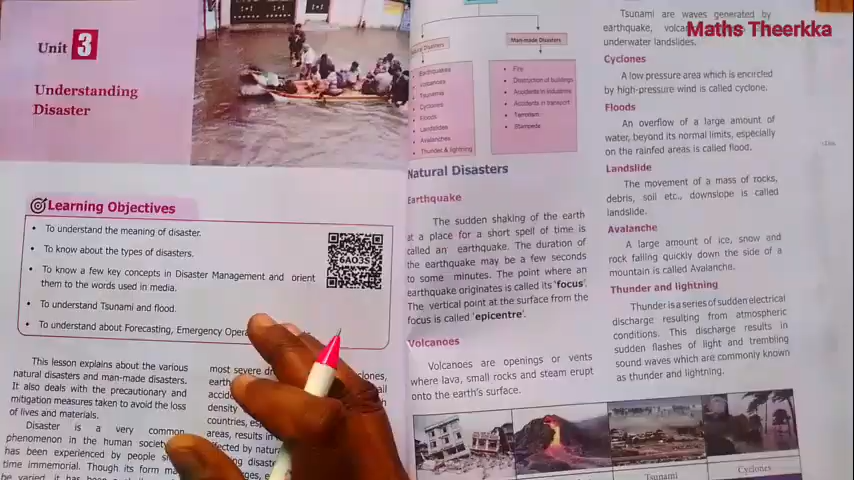 Unit 3
Understanding
Disaster
Learning Objectives
• To understand the meaning of disaster.
• To know about the types of disasters.
• To know a few key concepts in Disaster Management and orient
them to the words used in media.
• To understand Tsunami and flood.
• To understand about Forecasting, Emergency
6AO3S
This lesson explains about the various
natural disasters and man-made disasters.
It also deals with the precautionary and
mitigation measures taken to avoid the loss
of lives and materials.
Disaster is a very common
phenomenon in the human
has been experienced by people
time immemorial. Though its form
be varied, it has been a
most severe
density
countries,
areas, results in
by natural
Man-made Disasters
Earthquakes
Volcanoes
Tsunamis
Cyclones
Floods
Landslides
Avalanches
Thunder & lightning
Fire
Destruction of buildings
Accidents in industries
Accidents in transport
Terrorism
Stampede
Natural Disasters
Earthquake
The sudden shaking of the earth
at a place for a short spell of time is
called an earthquake. The duration of
the earthquake may be a few seconds
to some minutes. The point where an
earthquake originates is called its 'focus'.
The vertical point at the surface from the
focus is called 'epicentre'.
Volcanoes
Volcanoes are openings or vents
where lava, small rocks and steam erupt
onto the earth's surface.
Tsunami are waves generated by
earthquake,
underwater landslides.
Maths Theerkka
Cyclones
A low pressure area which is encircled
by high-pressure wind is called cyclone.
Floods
An overflow of a large amount of
water, beyond its normal limits, especially
on the rainfed areas is called flood.
Landslide
The movement of a mass of rocks,
debris, soil etc., downslope is called
landslide.
Avalanche
A large amount of ice, snow and
rock falling quickly down the side of a
mountain is called Avalanche.
Thunder and lightning
Thunder is a series of sudden electrical
discharge resulting from atmospheric
conditions. This discharge results in
sudden flashes of light and trembling
sound waves which are commonly known
as thunder and lightning.
Tsunami
Cyclones